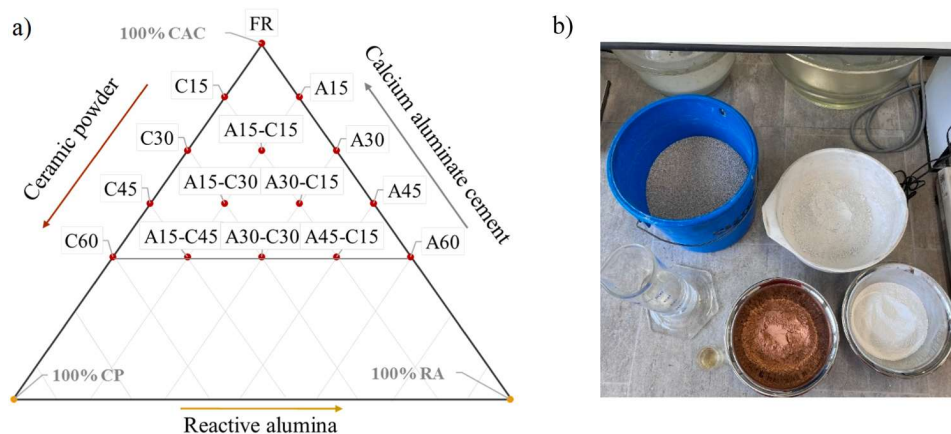 a)
FR
b)
100% CAC
C15
A15
Ceramic powder
Calcium aluminate cement
A15-C15
C30
A30
A15-C30
A30-C15
C45
A45
C60
A15-C45
A30-C30
A45-C15
A60
100% CP
100% RA
Reactive alumina